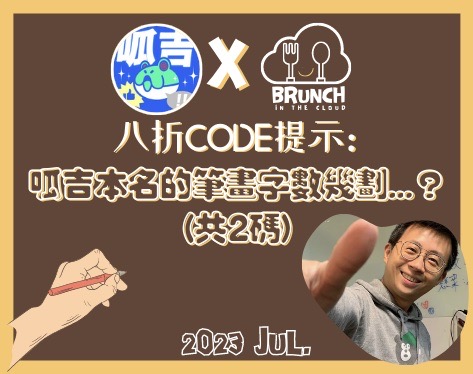 呱吉
!!
X
BRUNCH
IN THE CLOUD
八折CODE提示:
呱吉本名的筆畫字數幾劃...?
(共2碼)
2023 JUL.